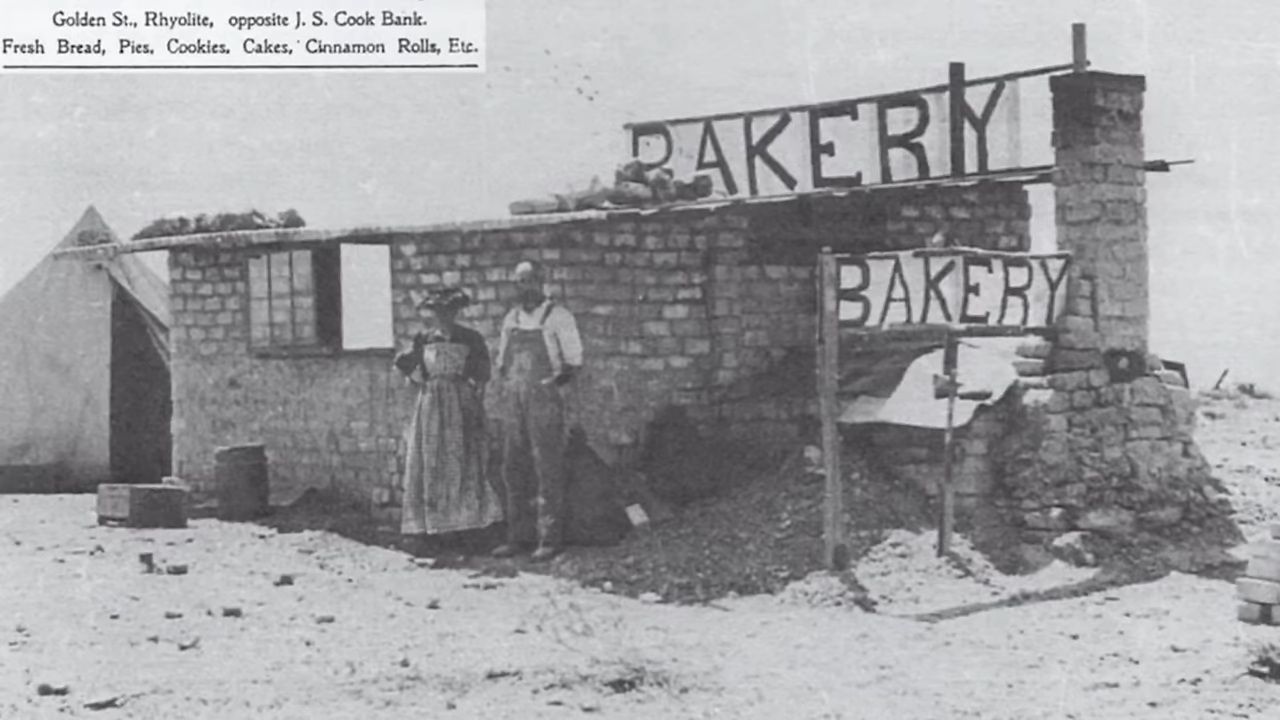 Golden St., Rhyolite, opposite J. S. Cook Bank.
Fresh Bread, Pies, Cookies, Cakes, Cinnamon Rolls, Etc.
BAKERY
BAKERY